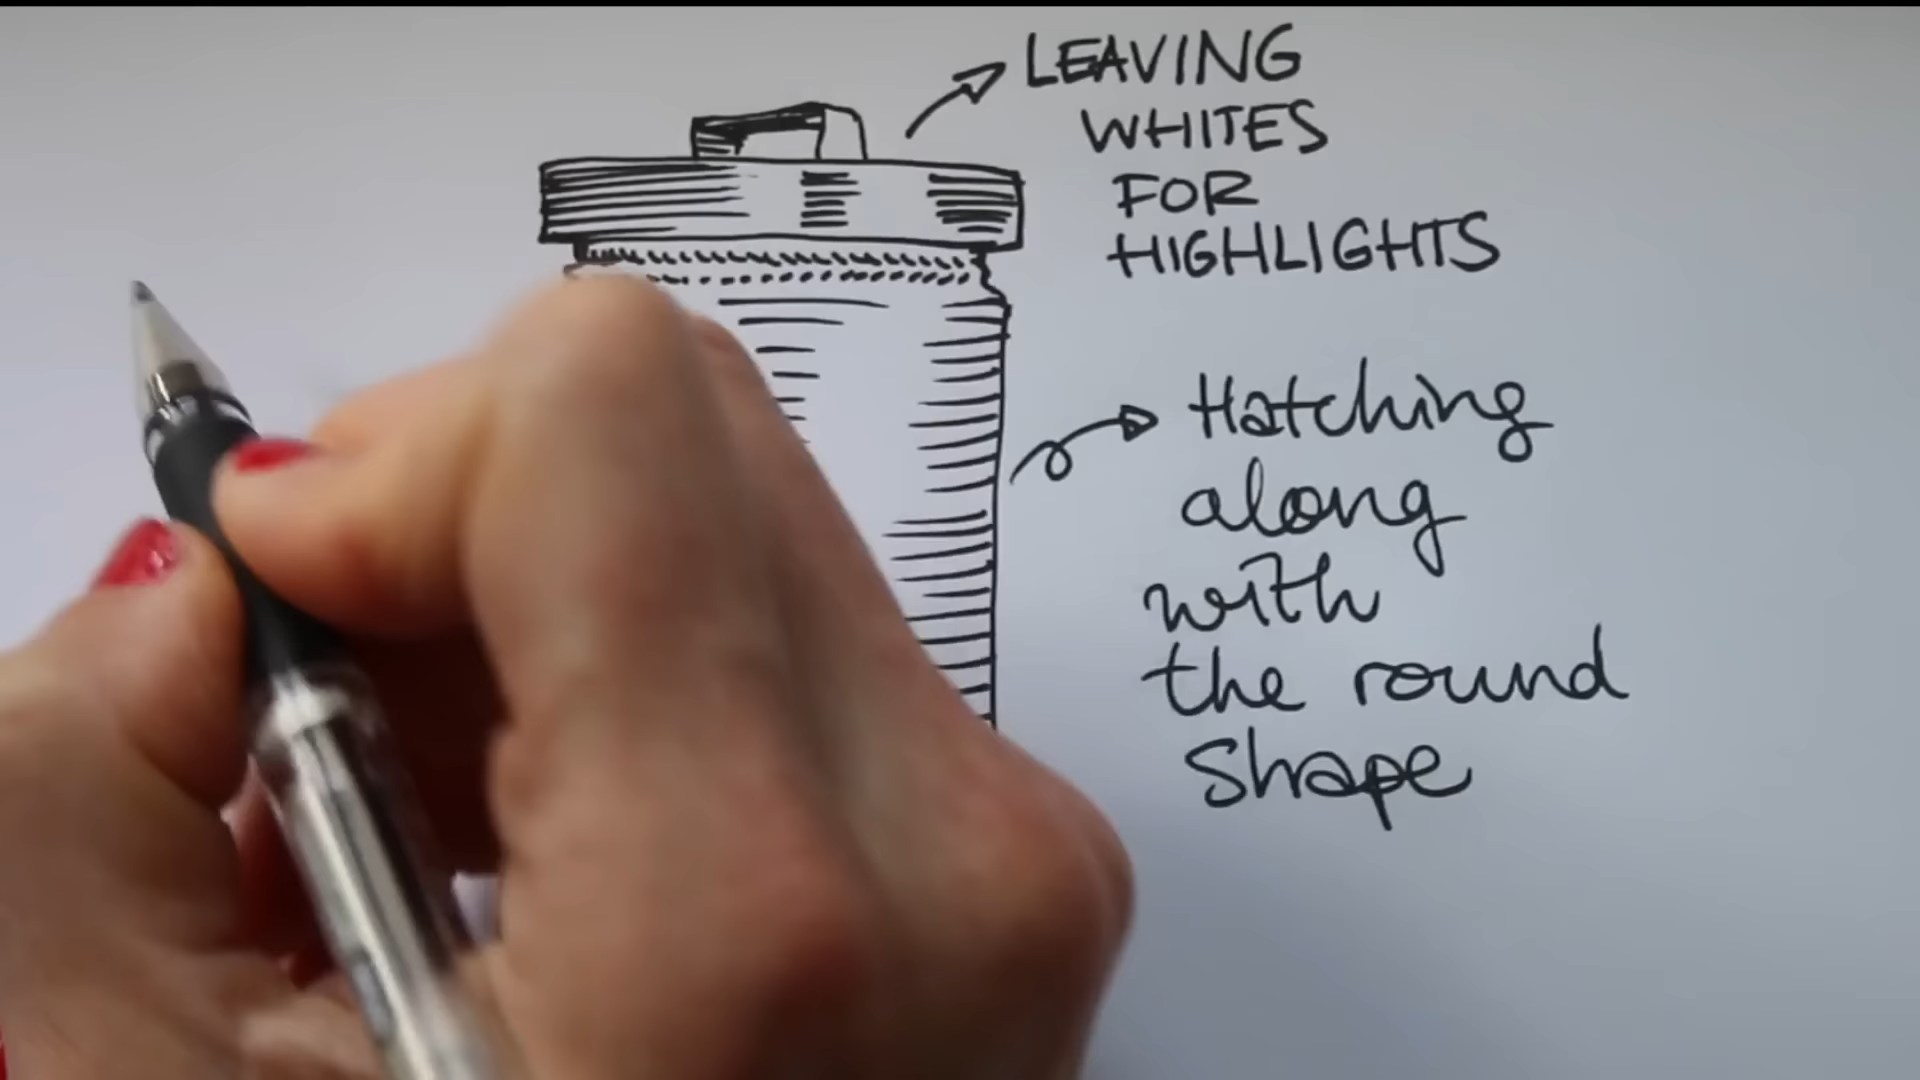 LEAVING
WHITES
FOR
HIGHLIGHTS
Hatching
along
with
the round
shape